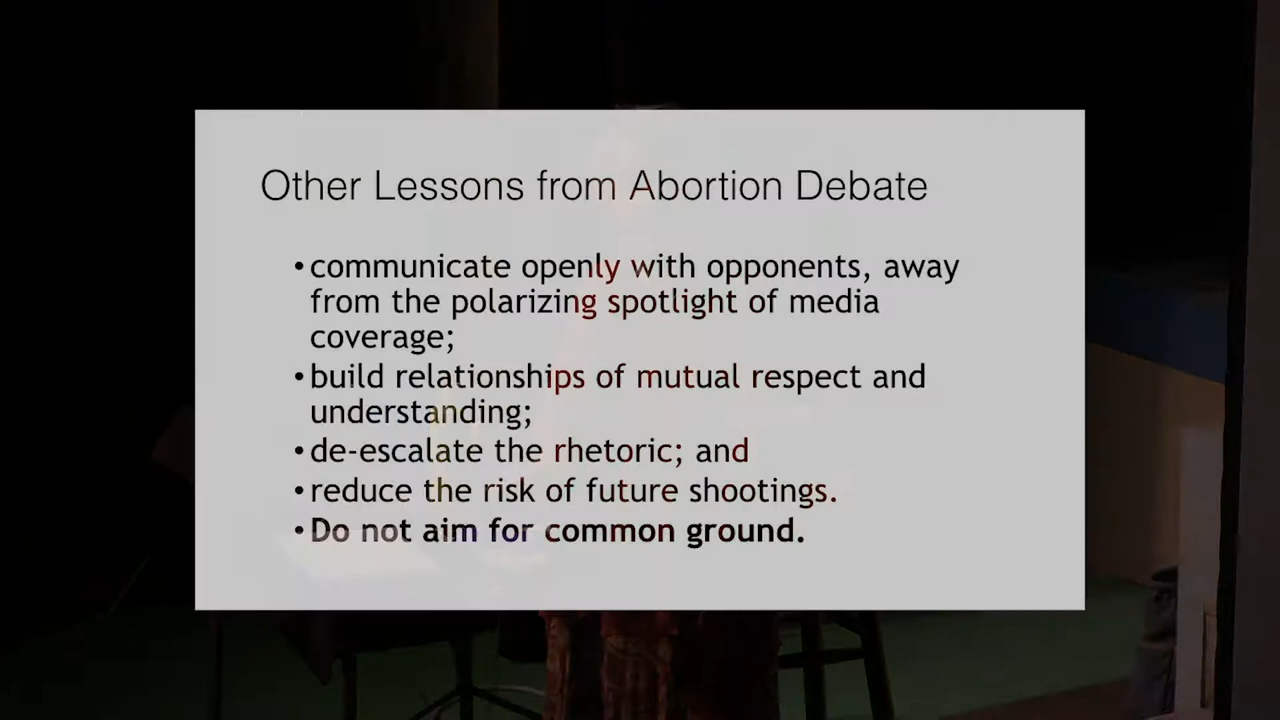 Other Lessons from Abortion Debate
•communicate openly with opponents, away
from the polarizing spotlight of media
coverage;
•build relationships of mutual respect and
understanding;
•de-escalate the rhetoric; and
•reduce the risk of future shootings.
•Do not aim for common ground.